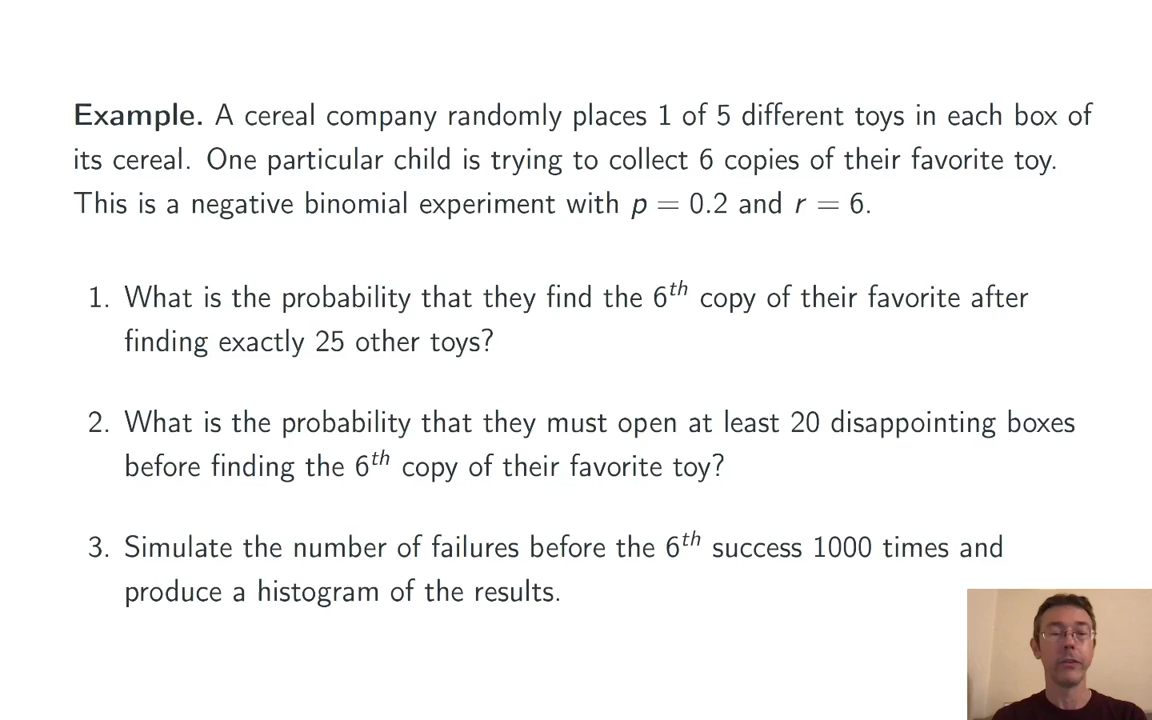 Example. A cereal company randomly places 1 of 5 different toys in each box of
its cereal. One particular child is trying to collect 6 copies of their favorite toy.
This is a negative binomial experiment with p = 0.2 and r = 6.
1. What is the probability that they find the 6th copy of their favorite after
finding exactly 25 other toys?
2. What is the probability that they must open at least 20 disappointing boxes
before finding the 6th copy of their favorite toy?
3. Simulate the number of failures before the 6th success 1000 times and
produce a histogram of the results.